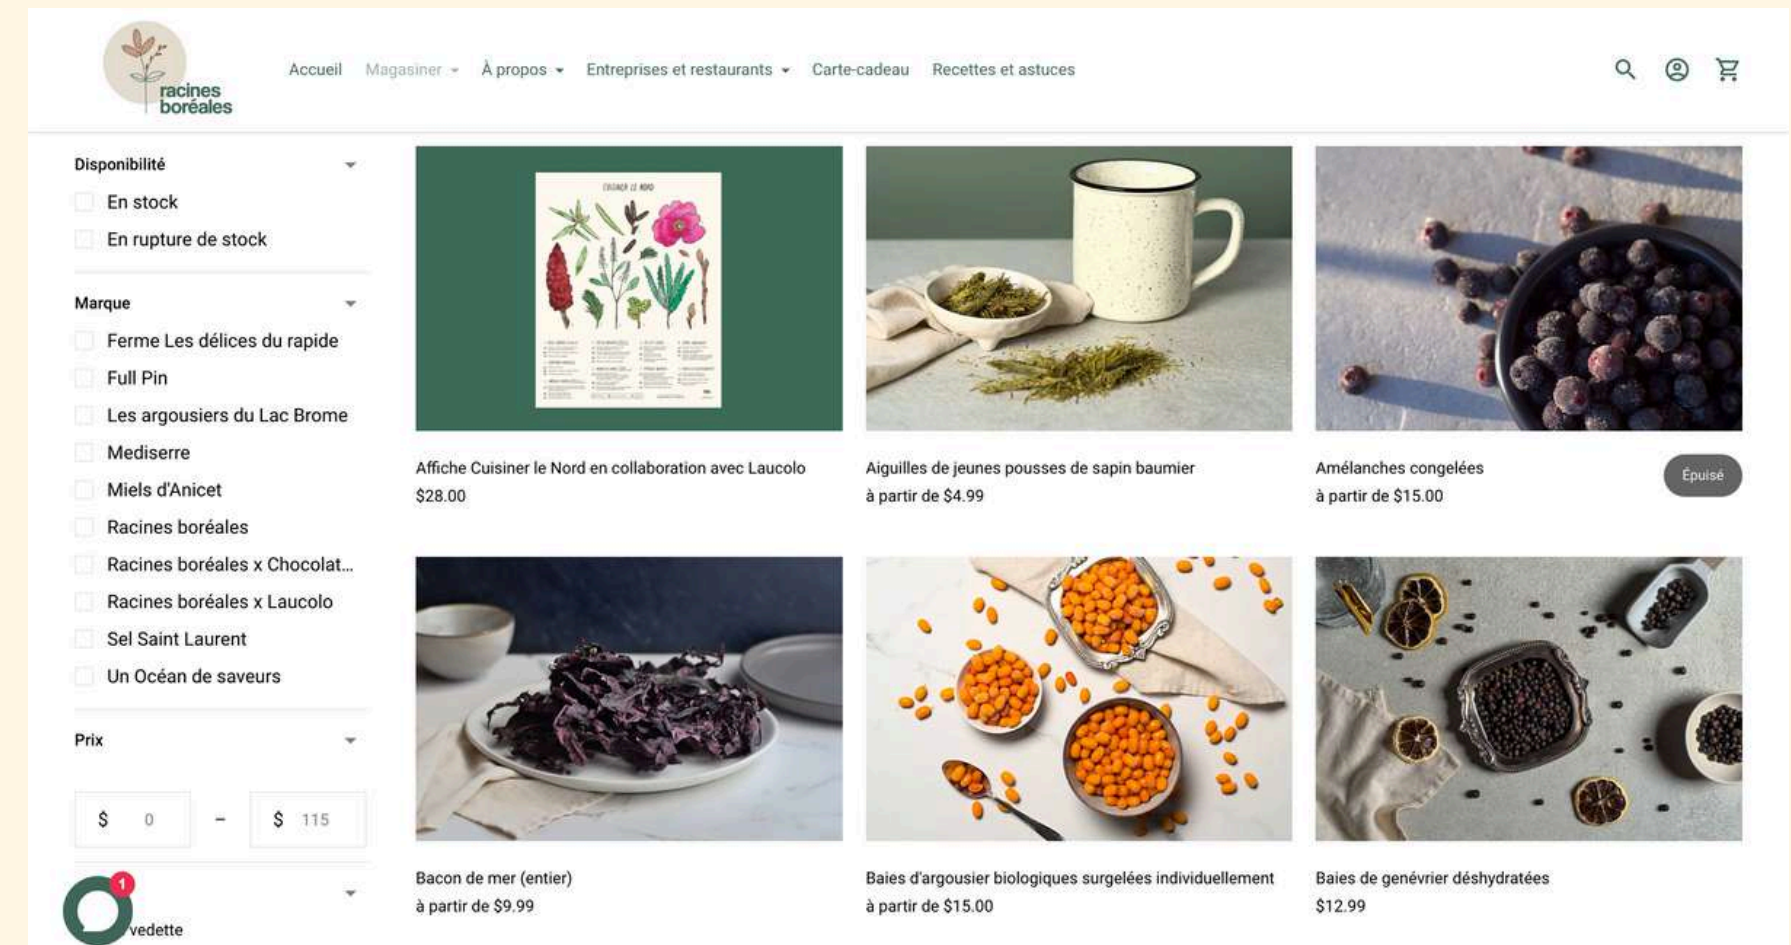 racines
boréales
Accueil
Magasiner
À propos
Entreprises et restaurants
Carte-cadeau
Recettes et astuces
Disponibilité
En stock
En rupture de stock
Marque
Ferme Les délices du rapide
Full Pin
Les argousiers du Lac Brome
Mediserre
Miels d'Anicet
Racines boréales
Racines boréales x Chocolat...
Racines boréales x Laucolo
Sel Saint Laurent
Un Océan de saveurs
Prix
$ 0 – $ 115
1
vedette
CUISINER LE NORD
Affiche Cuisiner le Nord en collaboration avec Laucolo
$28.00
Aiguilles de jeunes pousses de sapin baumier
à partir de $4.99
Amélanches congelées
à partir de $15.00
Épuisé
Bacon de mer (entier)
à partir de $9.99
Baies d'argousier biologiques surgelées individuellement
à partir de $15.00
Baies de genévrier déshydratées
$12.99